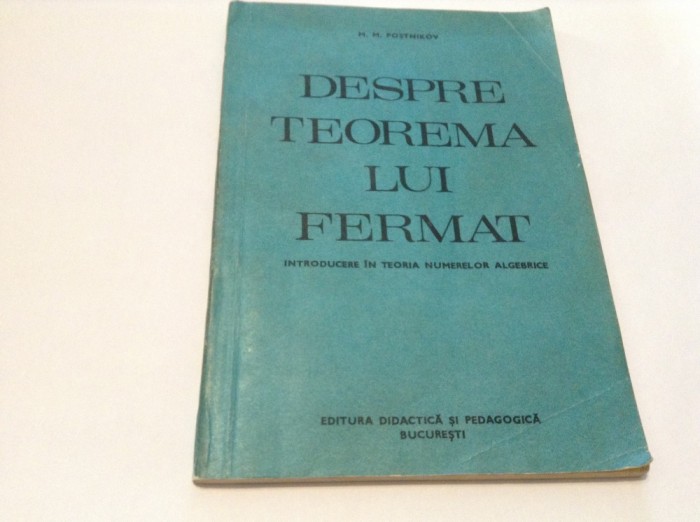 M. M. POSTNIKOV
DESPRE
TEOREMA
LUI
FERMAT
INTRODUCERE ÎN TEORIA NUMERELOR ALGEBRICE
EDITURA DIDACTICĂ ȘI PEDAGOGICĂ
BUCUREȘTI